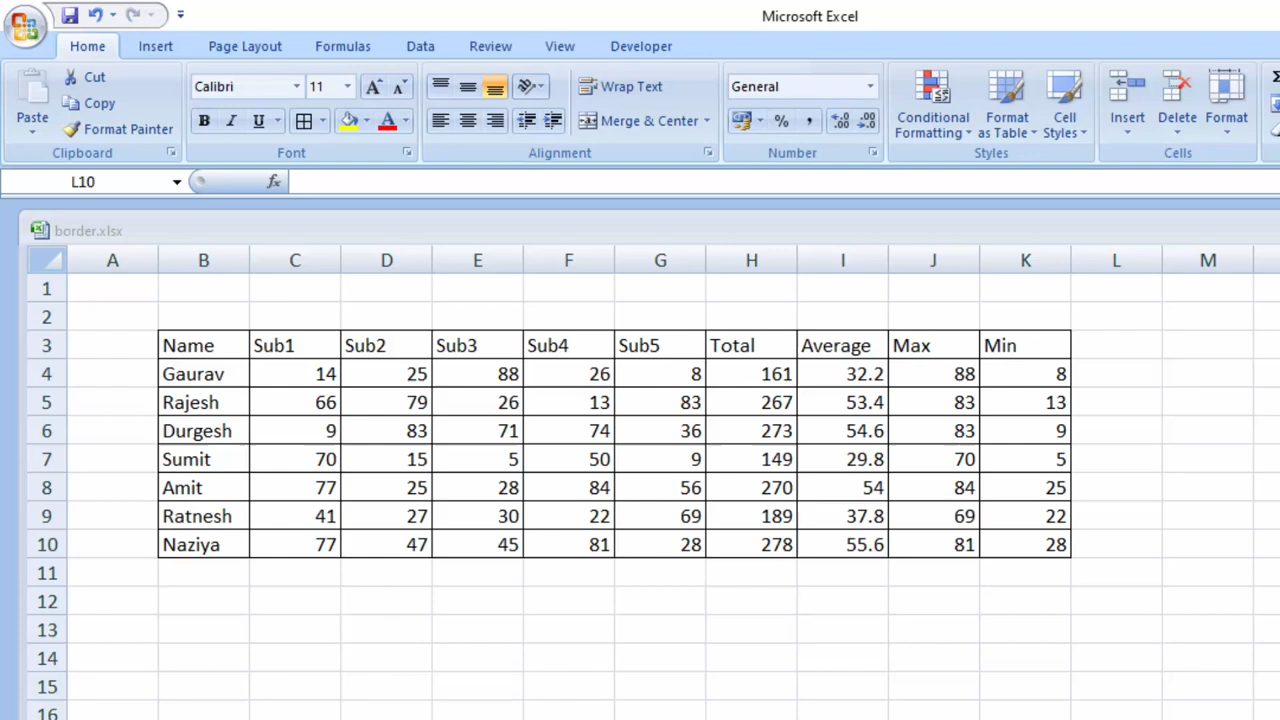 Microsoft Excel
Home Insert Page Layout Formulas Data Review View Developer
Paste
Cut
Copy
Format Painter
Clipboard
Calibri 11
B I U A
Font
Wrap Text
Merge & Center
Alignment
General
% ,
Number
Conditional Formatting
Format as Table
Cell Styles
Styles
Insert Delete Format
Cells
L10 fx
border.xlsx
A B C D E F G H I J K L M
1
2
3 Name Sub1 Sub2 Sub3 Sub4 Sub5 Total Average Max Min
4 Gaurav 14 25 88 26 8 161 32.2 88 8
5 Rajesh 66 79 26 13 83 267 53.4 83 13
6 Durgesh 9 83 71 74 36 273 54.6 83 9
7 Sumit 70 15 5 50 9 149 29.8 70 5
8 Amit 77 25 28 84 56 270 54 84 25
9 Ratnesh 41 27 30 22 69 189 37.8 69 22
10 Naziya 77 47 45 81 28 278 55.6 81 28
11
12
13
14
15
16